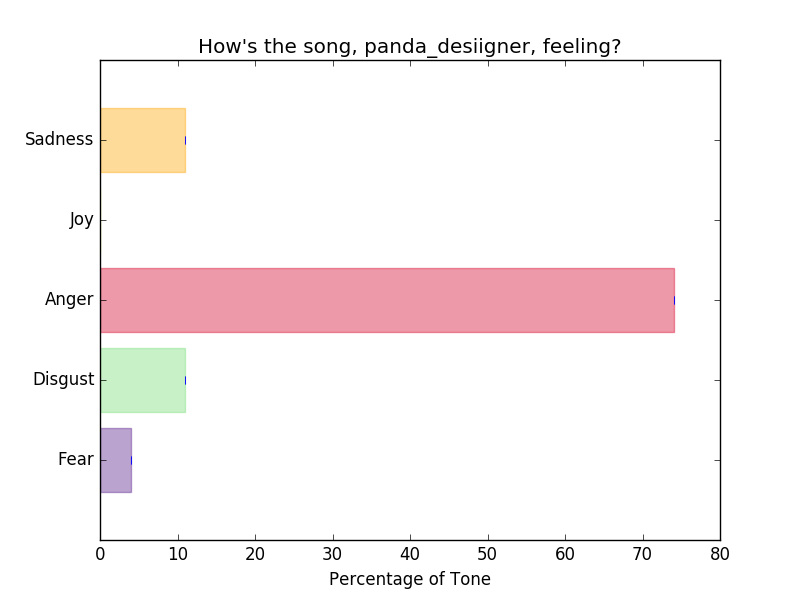 How's the song, panda_desiigner, feeling?
Sadness
Joy
Anger
Disgust
Fear
0 10 20 30 40 50 60 70 80
Percentage of Tone